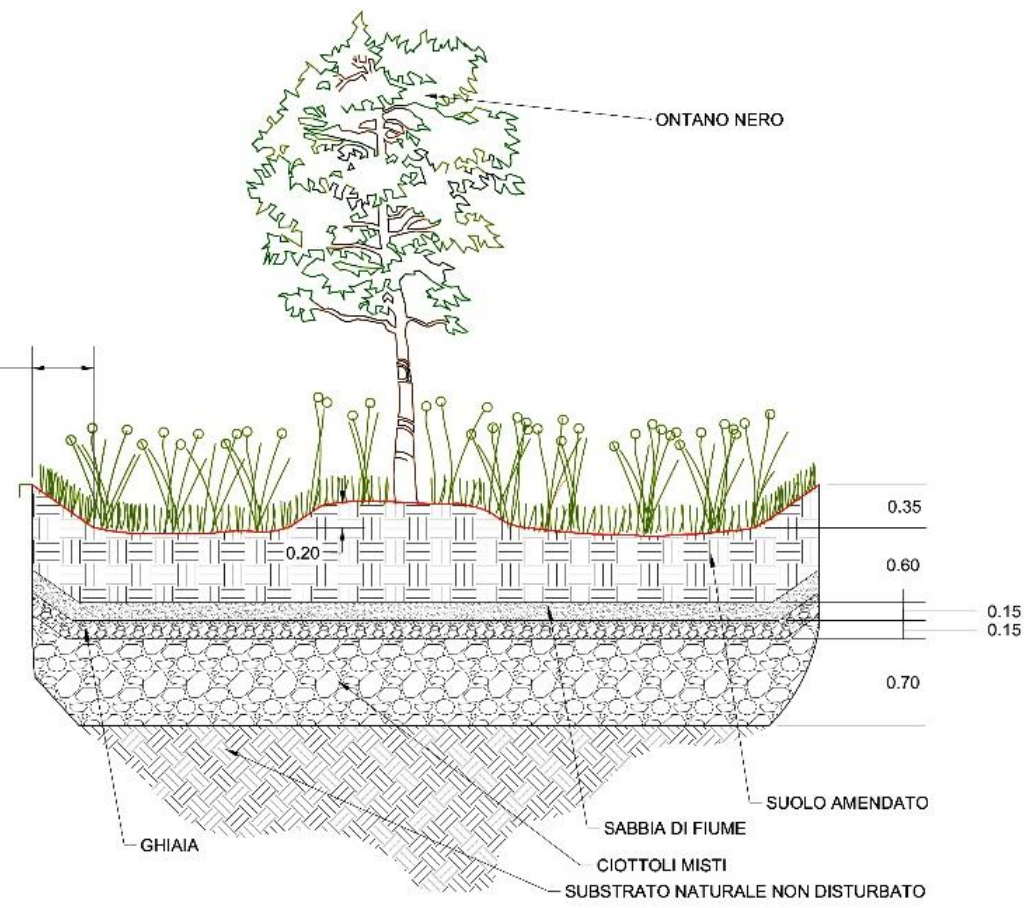 ONTANO NERO
0.35
0.20
0.60
0.15
0.15
0.70
SUOLO AMENDATO
SABBIA DI FIUME
GHIAIA
CIOTTOLI MISTI
SUBSTRATO NATURALE NON DISTURBATO